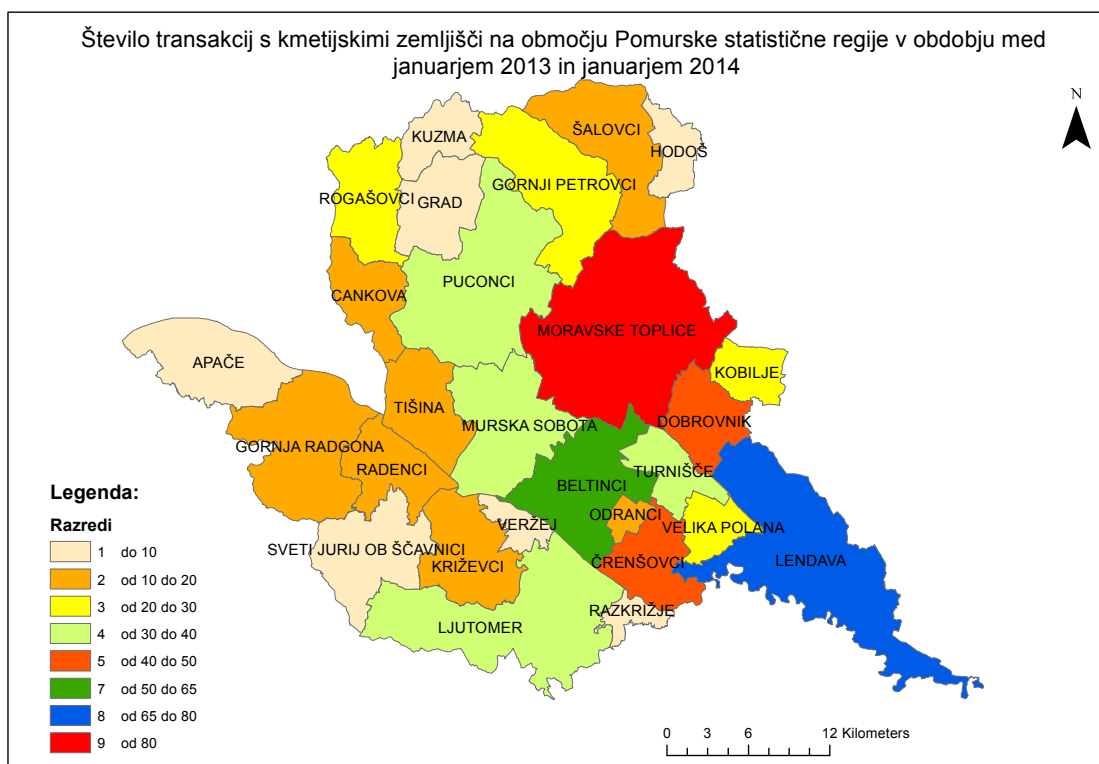 Število transakcij s kmetijskimi zemljišči na območju Pomurske statistične regije v obdobju med
januarjem 2013 in januarjem 2014
N
KUZMA
ŠALOVCI
HODOŠ
ROGAŠOVCI
GRAD
GORNJI PETROVCI
PUCONCI
CANKOVA
MORAVSKE TOPLICE
APAČE
KOBILJE
TIŠINA
MURSKA SOBOTA
DOBROVNIK
GORNJA RADGONA
RADENCI
TURNIŠČE
BELTINCI
ODRANCI
VERŽEJ
VELIKA POLANA
SVETI JURIJ OB ŠČAVNICI
KRIŽEVCI
ČRENŠOVCI
LENDAVA
RAZKRIŽJE
LJUTOMER
Legenda:
Razredi
1 do 10
2 od 10 do 20
3 od 20 do 30
4 od 30 do 40
5 od 40 do 50
7 od 50 do 65
8 od 65 do 80
9 od 80
0 3 6 12 Kilometers